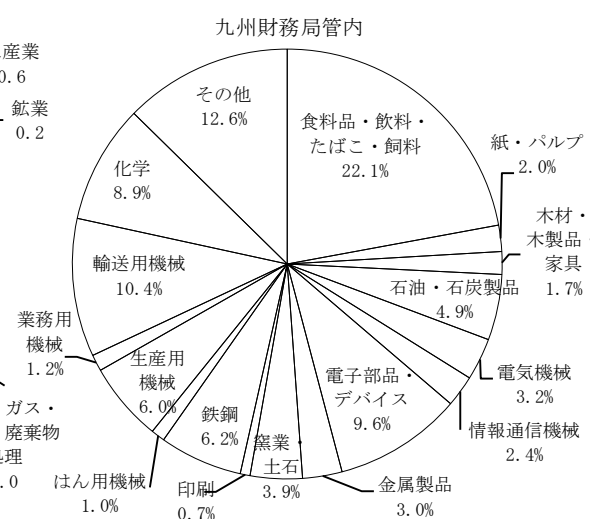 九州財務局管内
産業
0.6
鉱業
0.2
その他
12.6%
食料品・飲料・
たばこ・飼料
22.1%
紙・パルプ
2.0%
木材・
木製品・
家具
1.7%
化学
8.9%
輸送用機械
10.4%
石油・石炭製品
4.9%
業務用
機械
1.2%
生産用
機械
6.0%
電子部品・
デバイス
9.6%
電気機械
3.2%
ガス・
廃棄物
処理
.0
鉄鋼
6.2%
窯業・
土石
3.9%
情報通信機械
2.4%
はん用機械
1.0%
印刷
0.7%
金属製品
3.0%